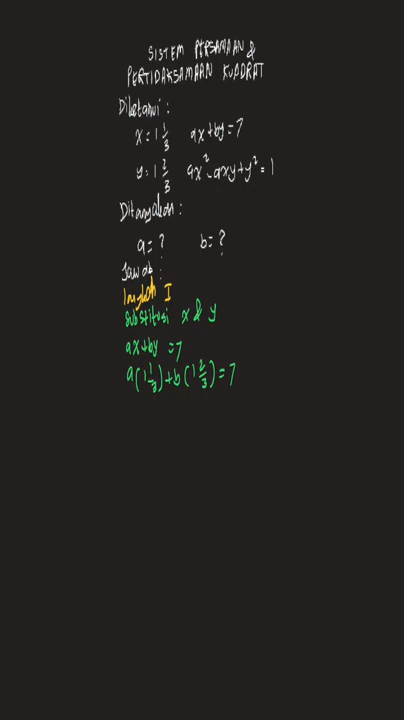 SISTEM PERSAMAAN &
PERTIDAKSAMAAN KUADRAT
Diketahui :
x = 1 1/3 ax + by = 7
y = 1 2/3 ax² - axy + y² = 1
Ditanyakan :
a = ? b = ?
Jawab :
langkah I
substitusi x & y
ax + by = 7
a(1 1/3) + b(1 2/3) = 7